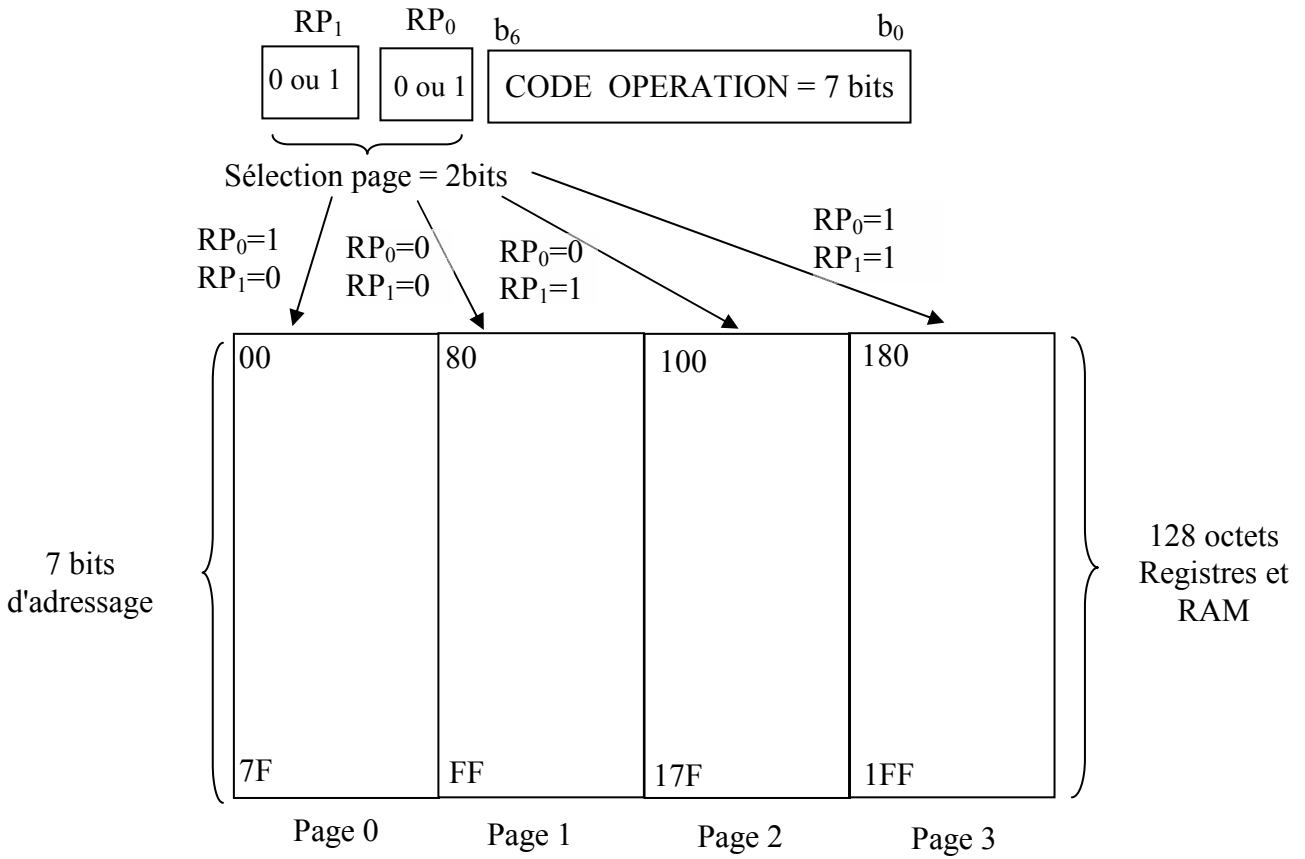 RP₁ RP₀ b₆ b₀
0 ou 1 0 ou 1 CODE OPERATION = 7 bits
Sélection page = 2bits
RP₀=1
RP₁=0
RP₀=0
RP₁=0
RP₀=0
RP₁=1
RP₀=1
RP₁=1
00 80 100 180
7 bits
d'adressage
128 octets
Registres et
RAM
7F FF 17F 1FF
Page 0 Page 1 Page 2 Page 3